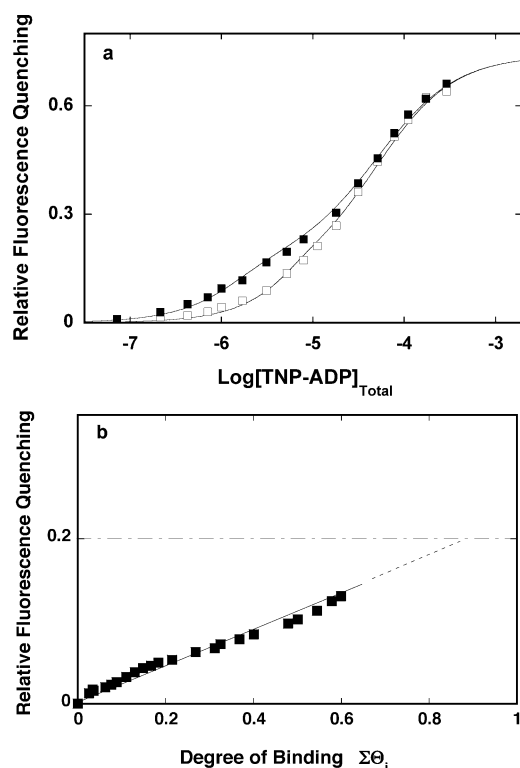 a
Relative Fluorescence Quenching
0.6
0.3
0
-7 -6 -5 -4 -3
Log[TNP-ADP]Total
b
Relative Fluorescence Quenching
0.2
0
0 0.2 0.4 0.6 0.8 1
Degree of Binding ΣΘi